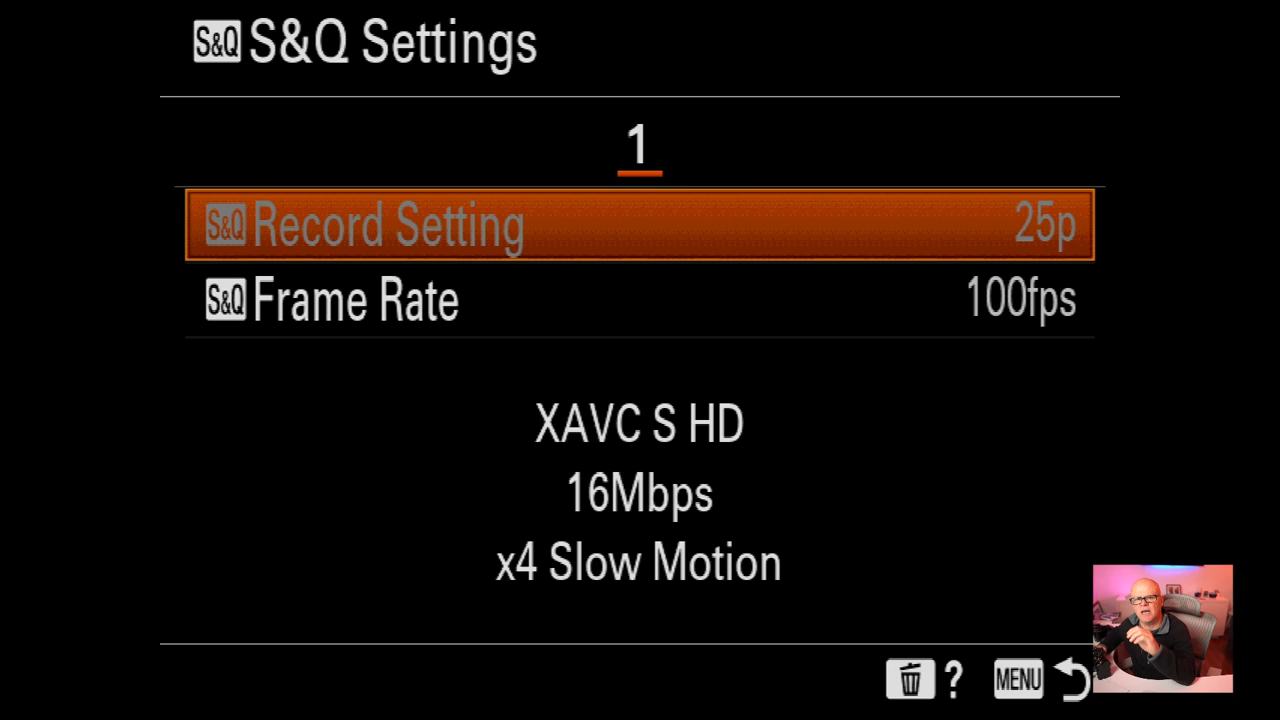 S&Q S&Q Settings
1
S&Q Record Setting 25p
S&Q Frame Rate 100fps
XAVC S HD
16Mbps
x4 Slow Motion
? MENU